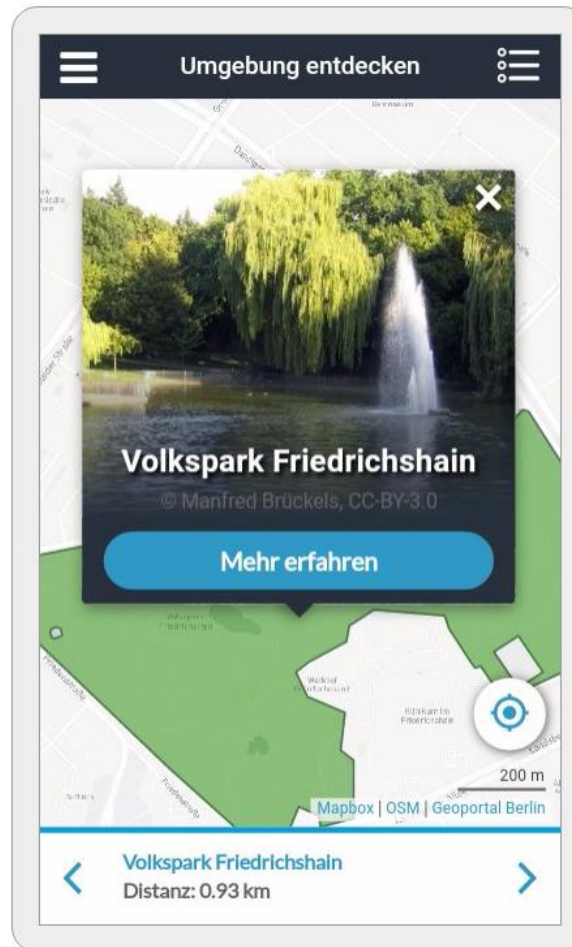 Umgebung entdecken
Volkspark Friedrichshain
© Manfred Brückels, CC-BY-3.0
Mehr erfahren
Friedenstraße
200 m
Mapbox | OSM | Geoportal Berlin
Volkspark Friedrichshain
Distanz: 0.93 km